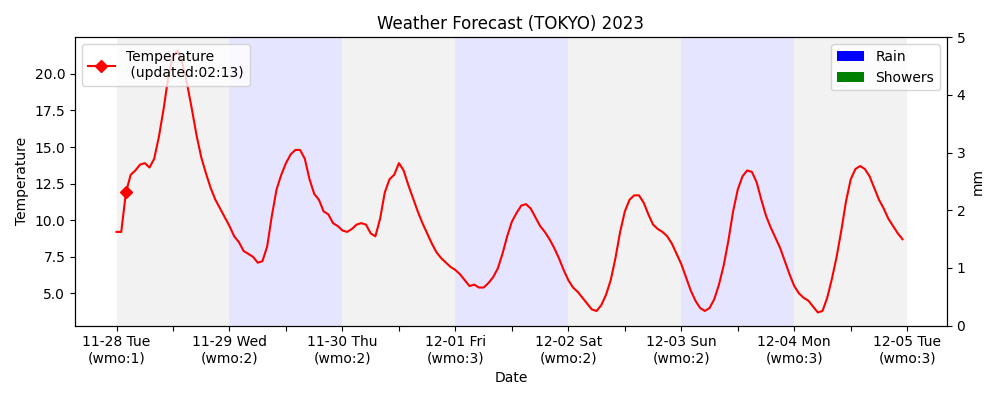 Weather Forecast (TOKYO) 2023
Temperature
(updated:02:13)
Rain
Showers
Temperature
20.0
17.5
15.0
12.5
10.0
7.5
5.0
5
4
3
2
1
0
mm
11-28 Tue
(wmo:1)
11-29 Wed
(wmo:2)
11-30 Thu
(wmo:2)
12-01 Fri
(wmo:3)
12-02 Sat
(wmo:2)
12-03 Sun
(wmo:2)
12-04 Mon
(wmo:3)
12-05 Tue
(wmo:3)
Date